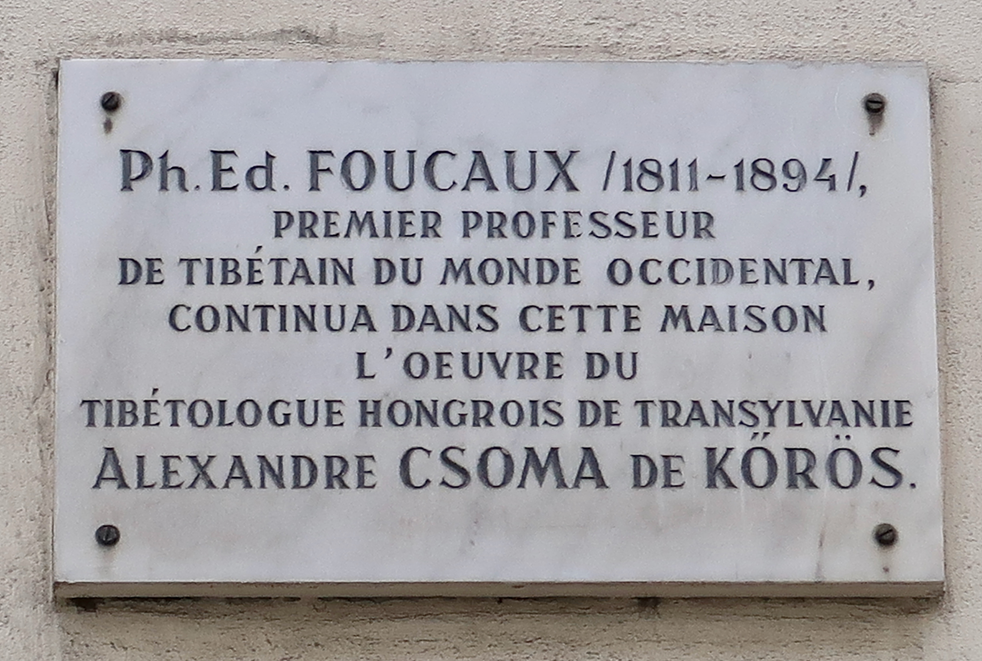 Ph. Ed. FOUCAUX /1811-1894/,
PREMIER PROFESSEUR
DE TIBÉTAIN DU MONDE OCCIDENTAL,
CONTINUA DANS CETTE MAISON
L'OEUVRE DU
TIBÉTOLOGUE HONGROIS DE TRANSYLVANIE
ALEXANDRE CSOMA DE KŐRÖS.